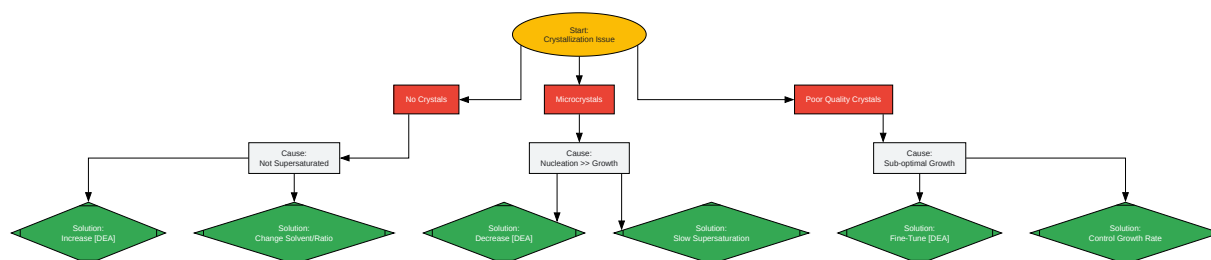 Start:
Crystallization Issue
No Crystals
Microcrystals
Poor Quality Crystals
Cause:
Not Supersaturated
Cause:
Nucleation >> Growth
Cause:
Sub-optimal Growth
Solution:
Increase [DEA]
Solution:
Change Solvent/Ratio
Solution:
Decrease [DEA]
Solution:
Slow Supersaturation
Solution:
Fine-Tune [DEA]
Solution:
Control Growth Rate